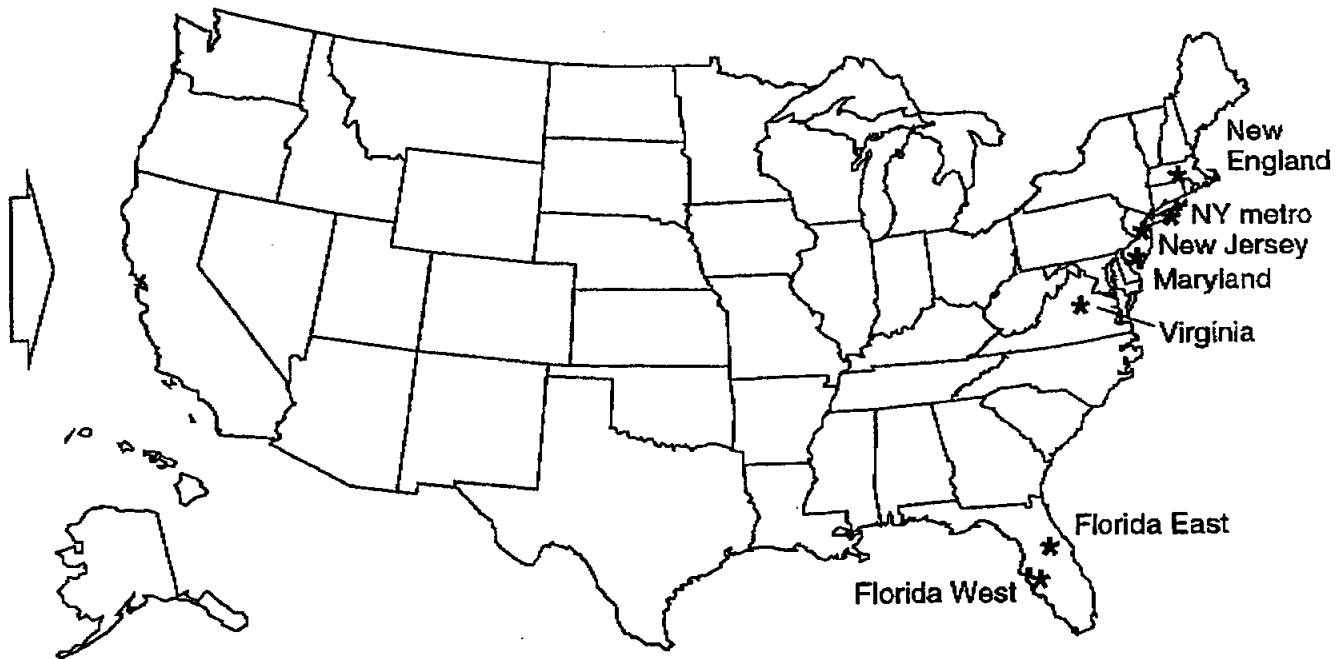 New
England
NY metro
New Jersey
Maryland
Virginia
Florida East
Florida West